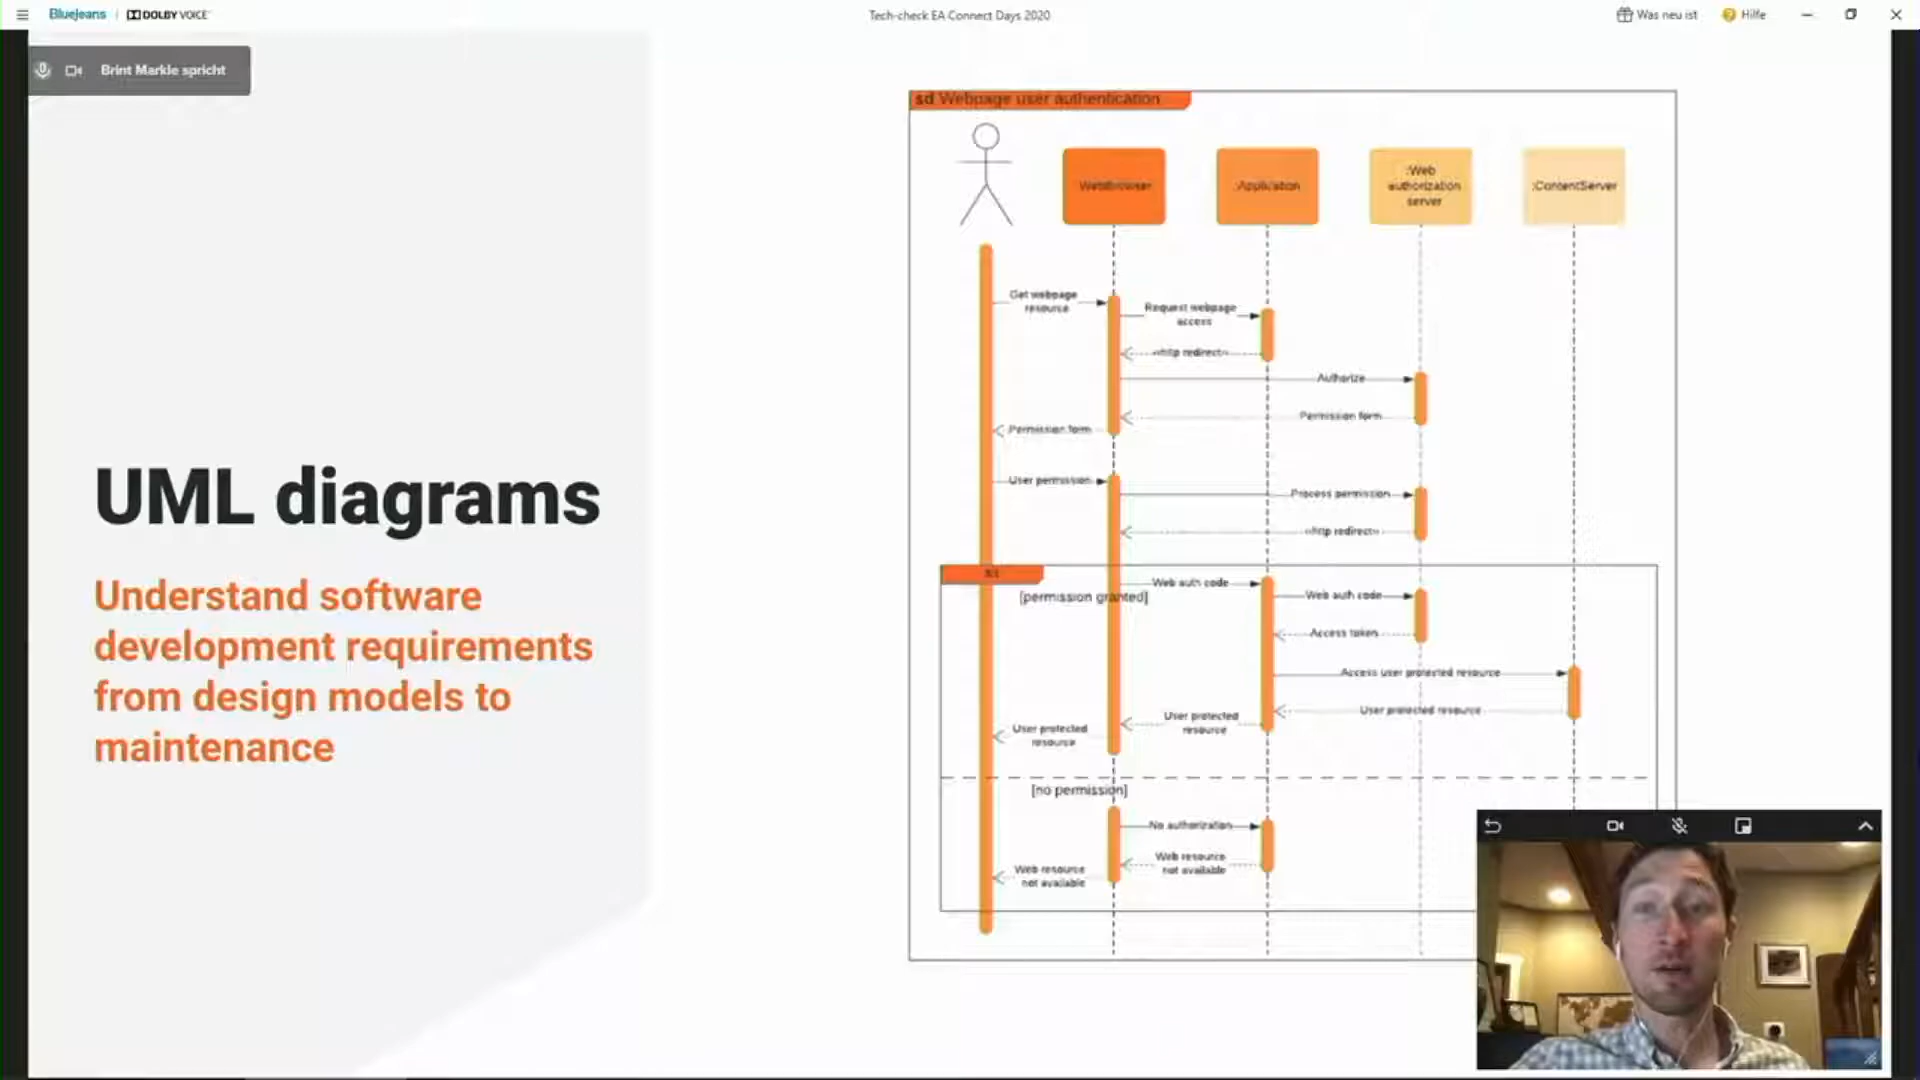 Bluejeans
DOLBY VOICE
Tech-check EA Connect Days 2020
Was neu ist
Hilfe
Brint Markle spricht
UML diagrams
Understand software
development requirements
from design models to
maintenance
sd Webpage user authentication
WebBrowser
:Application
:Web
authorization
server
:ContentServer
Get webpage
resource
Request webpage
access
<<http redirect>>
Authorize
Permission form
Permission form
User permission
Process permission
<<http redirect>>
Web auth code
[permission granted]
Web auth code
Access token
Access user protected resource
User protected resource
User protected
resource
User protected
resource
[no permission]
No authorization
Web resource
not available
Web resource
not available